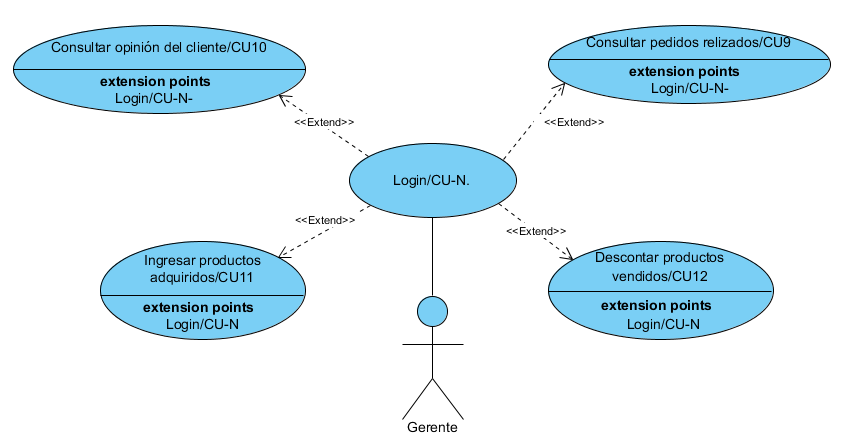 Consultar opinión del cliente/CU10
extension points
Login/CU-N-
Consultar pedidos relizados/CU9
extension points
Login/CU-N-
<<Extend>>
<<Extend>>
Login/CU-N.
<<Extend>>
<<Extend>>
Ingresar productos
adquiridos/CU11
extension points
Login/CU-N
Descontar productos
vendidos/CU12
extension points
Login/CU-N
Gerente